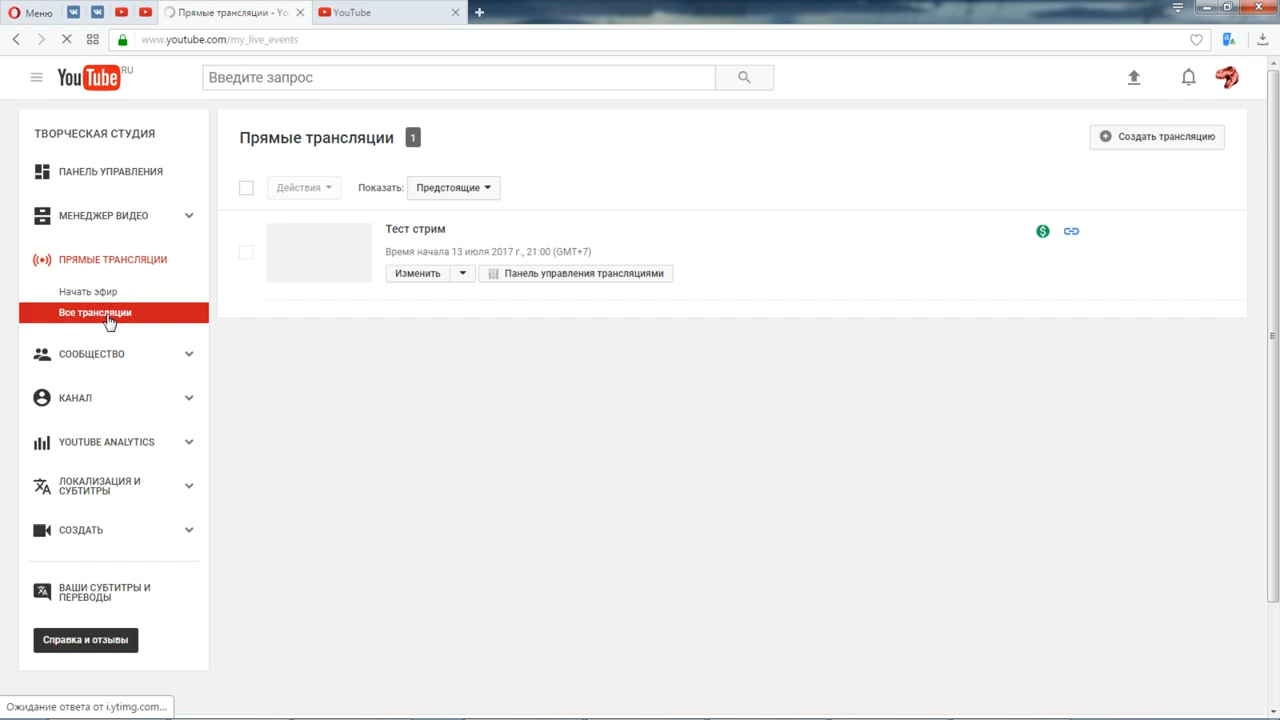 Меню
Прямые трансляции - Yo
YouTube
www.youtube.com/my_live_events
YouTube RU
Введите запрос
ТВОРЧЕСКАЯ СТУДИЯ
ПАНЕЛЬ УПРАВЛЕНИЯ
МЕНЕДЖЕР ВИДЕО
ПРЯМЫЕ ТРАНСЛЯЦИИ
Начать эфир
Все трансляции
СООБЩЕСТВО
КАНАЛ
YOUTUBE ANALYTICS
ЛОКАЛИЗАЦИЯ И
СУБТИТРЫ
СОЗДАТЬ
ВАШИ СУБТИТРЫ И
ПЕРЕВОДЫ
Справка и отзывы
Прямые трансляции 1
Создать трансляцию
Действия
Показать: Предстоящие
Тест стрим
Время начала 13 июля 2017 г., 21:00 (GMT+7)
Изменить
Панель управления трансляциями
Ожидание ответа от i.ytimg.com...